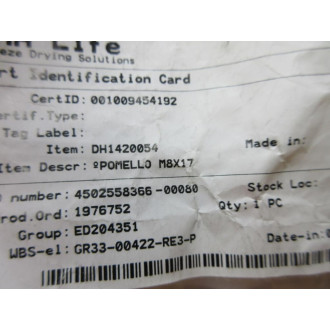 Life
eze Drying Solutions
rt Identification Card
CertID: 001009454192
ertif.Type:
Tag Label:
Item: DH1420054 Made in:
Item Descr: ºPOMELLO M8X17
number: 4502558366-00080 Stock Loc:
rod.Ord: 1976752 Qty: 1 PC
Group: ED204351
WBS-el: GR33-00422-RE3-P Date-in: